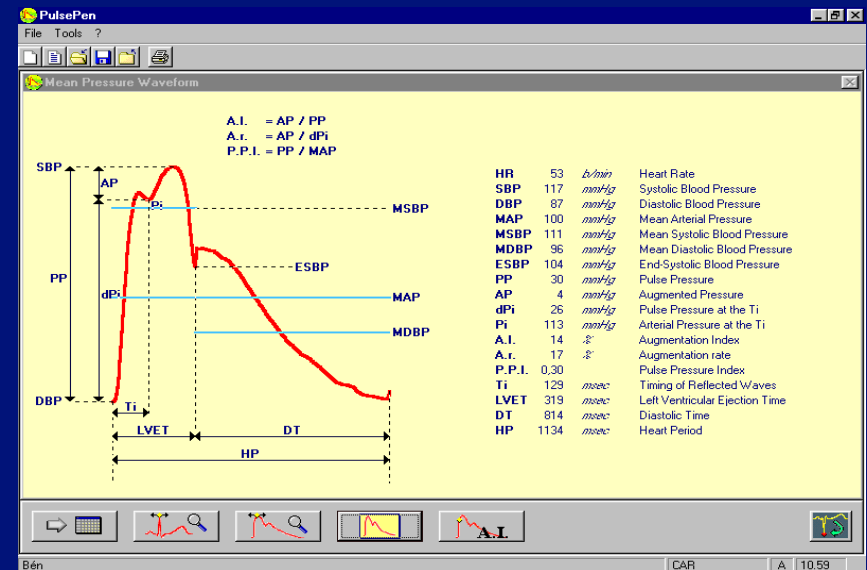 PulsePen
File Tools ?
Mean Pressure Waveform
A.I. = AP / PP
A.r. = AP / dPi
P.P.I. = PP / MAP
SBP
AP
Pi
MSBP
ESBP
PP
dPi
MAP
MDBP
DBP
Ti
LVET DT
HP
HR 53 b/min Heart Rate
SBP 117 mmHg Systolic Blood Pressure
DBP 87 mmHg Diastolic Blood Pressure
MAP 100 mmHg Mean Arterial Pressure
MSBP 111 mmHg Mean Systolic Blood Pressure
MDBP 96 mmHg Mean Diastolic Blood Pressure
ESBP 104 mmHg End-Systolic Blood Pressure
PP 30 mmHg Pulse Pressure
AP 4 mmHg Augmented Pressure
dPi 26 mmHg Pulse Pressure at the Ti
Pi 113 mmHg Arterial Pressure at the Ti
A.I. 14 % Augmentation Index
A.r. 17 % Augmentation rate
P.P.I. 0,30 Pulse Pressure Index
Ti 129 msec Timing of Reflected Waves
LVET 319 msec Left Ventricular Ejection Time
DT 814 msec Diastolic Time
HP 1134 msec Heart Period
A.I.
Bén CAR A 10.59